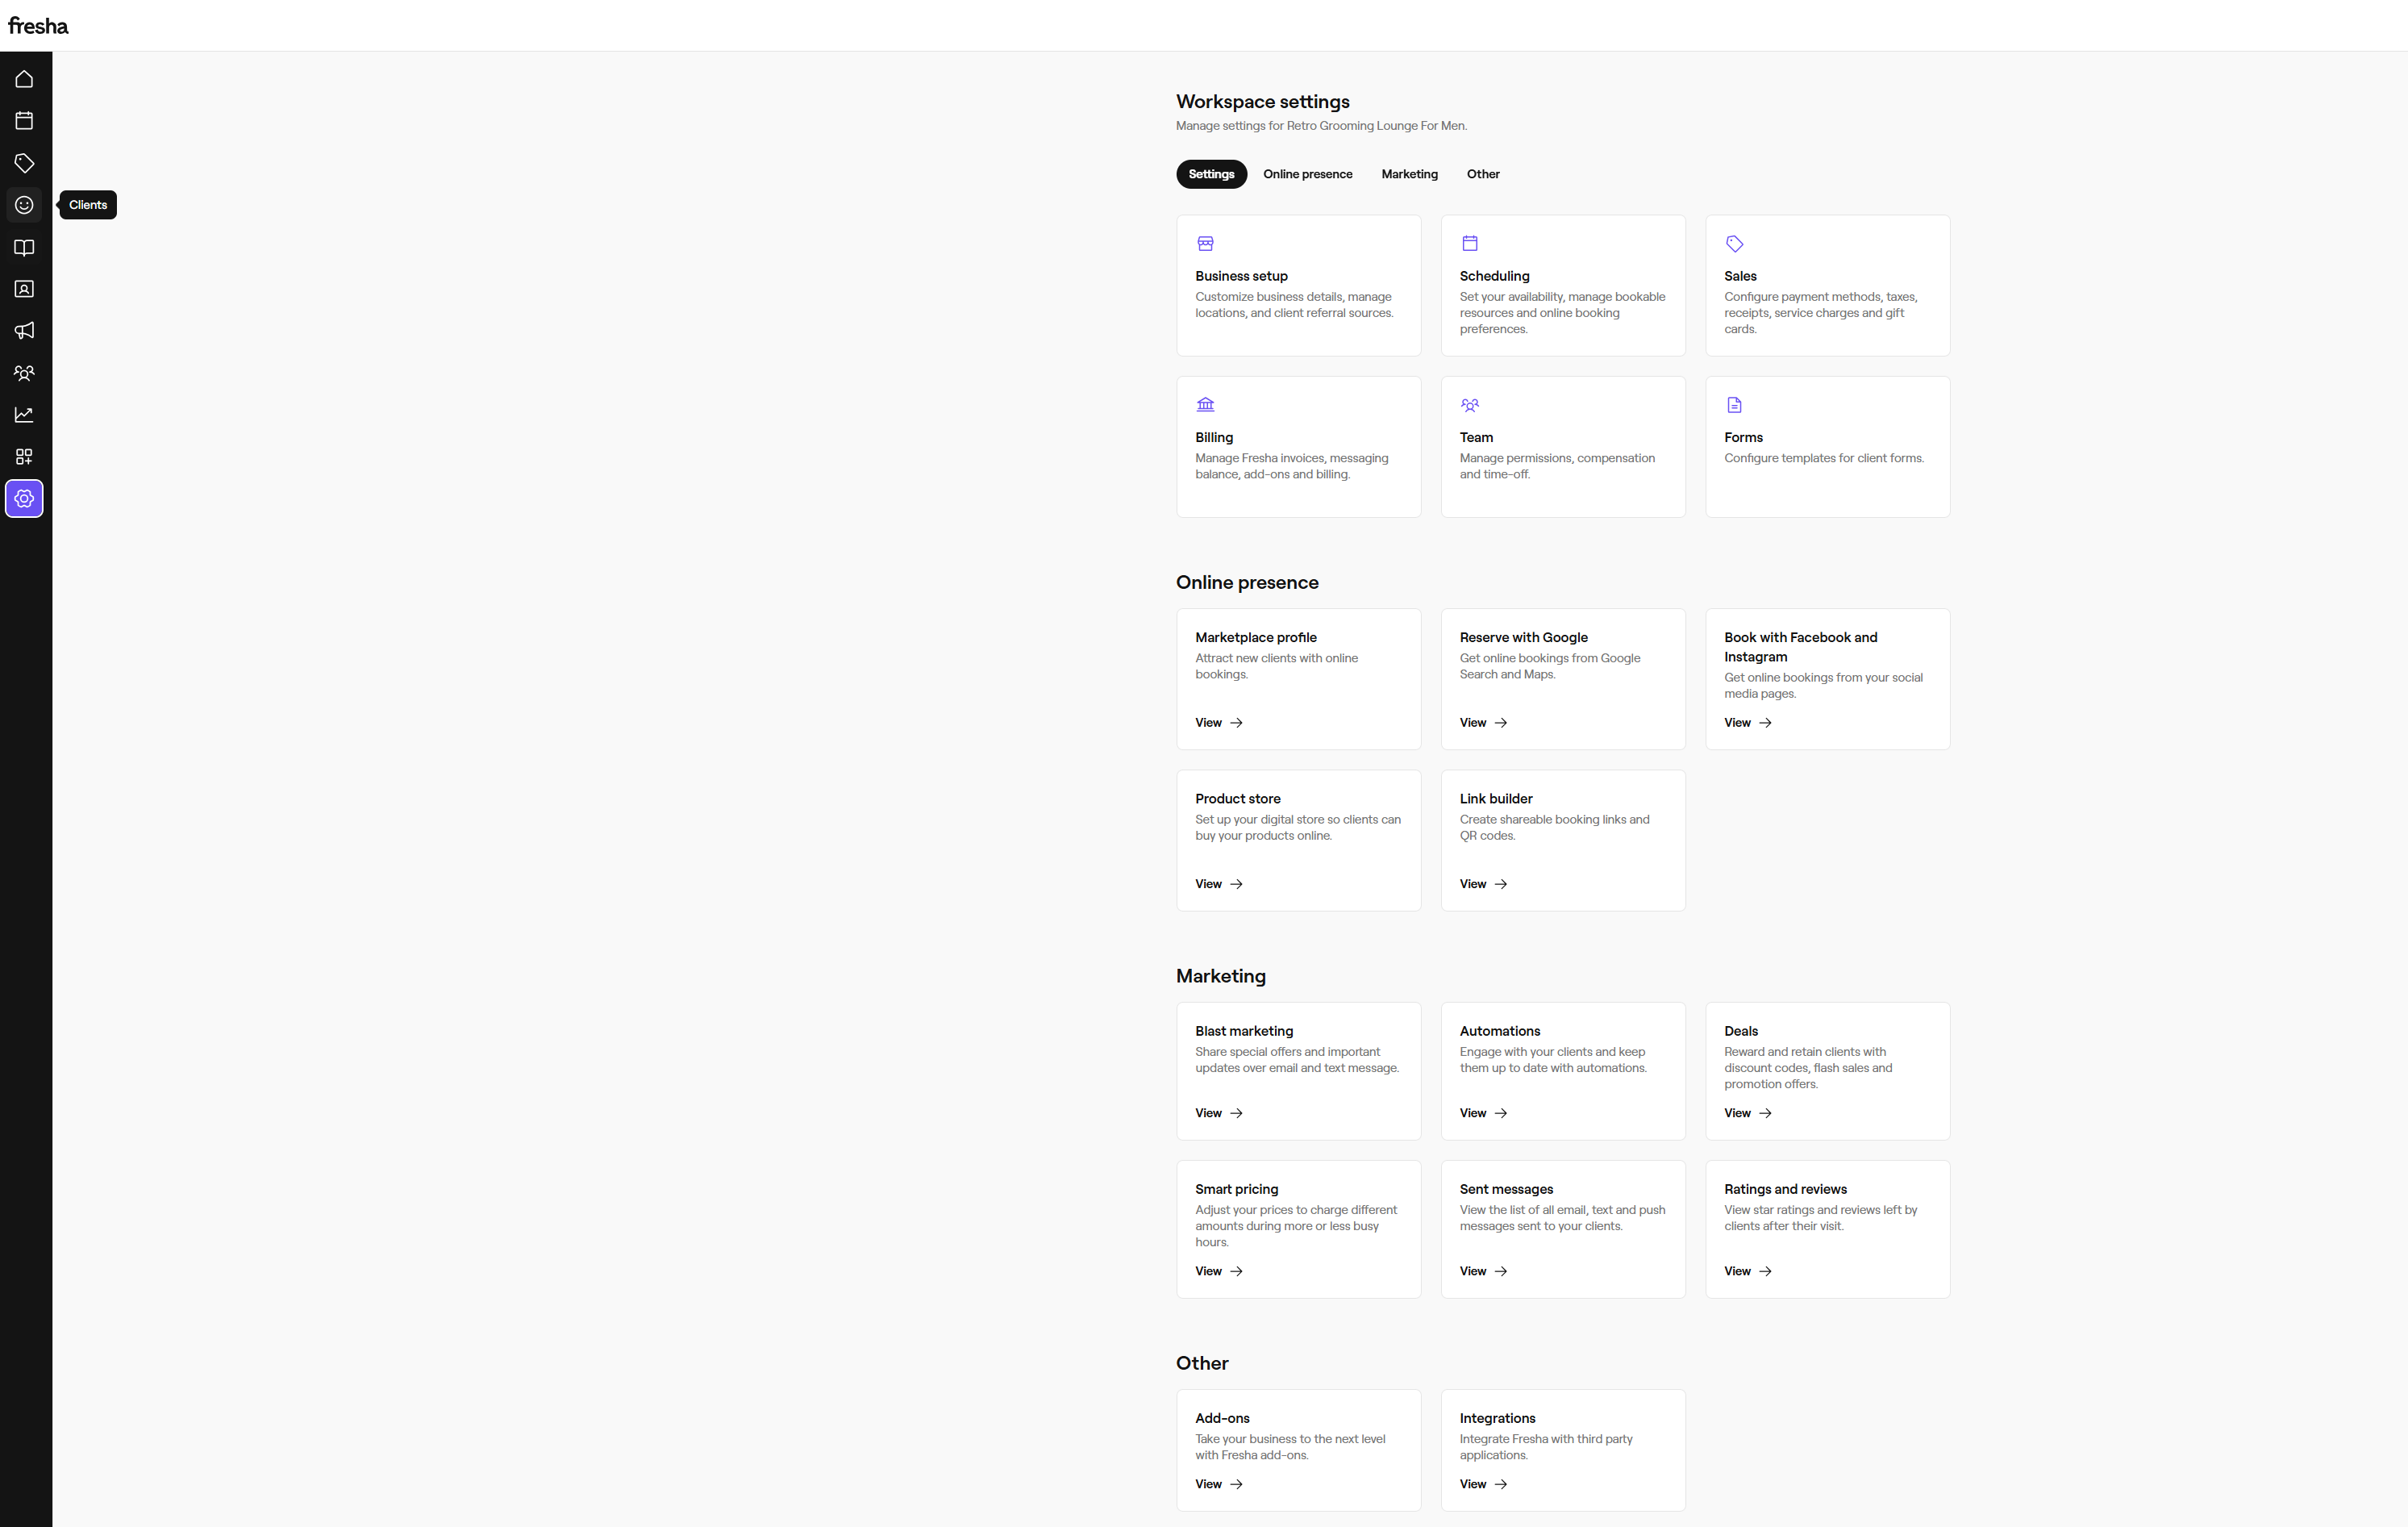 fresha
Clients
Workspace settings
Manage settings for Retro Grooming Lounge For Men.
Settings
Online presence
Marketing
Other
Business setup
Customize business details, manage
locations, and client referral sources.
Scheduling
Set your availability, manage bookable
resources and online booking
preferences.
Sales
Configure payment methods, taxes,
receipts, service charges and gift
cards.
Billing
Manage Fresha invoices, messaging
balance, add-ons and billing.
Team
Manage permissions, compensation
and time-off.
Forms
Configure templates for client forms.
Online presence
Marketplace profile
Attract new clients with online
bookings.
View
Reserve with Google
Get online bookings from Google
Search and Maps.
View
Book with Facebook and
Instagram
Get online bookings from your social
media pages.
View
Product store
Set up your digital store so clients can
buy your products online.
View
Link builder
Create shareable booking links and
QR codes.
View
Marketing
Blast marketing
Share special offers and important
updates over email and text message.
View
Automations
Engage with your clients and keep
them up to date with automations.
View
Deals
Reward and retain clients with
discount codes, flash sales and
promotion offers.
View
Smart pricing
Adjust your prices to charge different
amounts during more or less busy
hours.
View
Sent messages
View the list of all email, text and push
messages sent to your clients.
View
Ratings and reviews
View star ratings and reviews left by
clients after their visit.
View
Other
Add-ons
Take your business to the next level
with Fresha add-ons.
View
Integrations
Integrate Fresha with third party
applications.
View